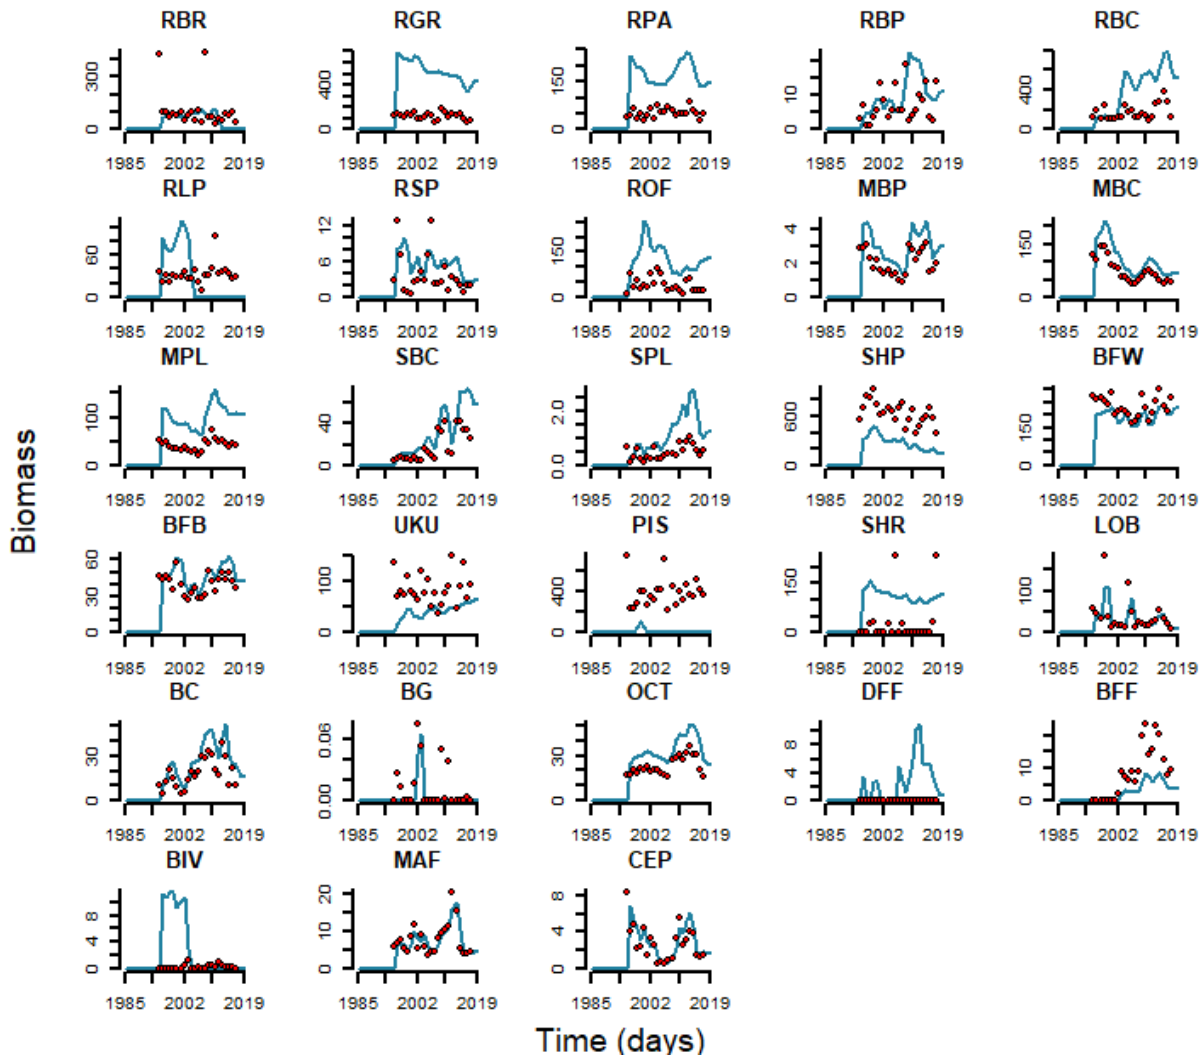 RBR RGR RPA RBP RBC
300 0 400 0 150 0 10 0 400 0
1985 2002 2019 1985 2002 2019 1985 2002 2019 1985 2002 2019 1985 2002 2019
RLP RSP ROF MBP MBC
60 0 12 6 0 150 0 4 2 0 150 0
1985 2002 2019 1985 2002 2019 1985 2002 2019 1985 2002 2019 1985 2002 2019
MPL SBC SPL SHP BFW
100 0 40 0 2.0 0.0 600 0 150 0
1985 2002 2019 1985 2002 2019 1985 2002 2019 1985 2002 2019 1985 2002 2019
Biomass
BFB UKU PIS SHR LOB
60 30 0 100 0 400 0 150 0 100 0
1985 2002 2019 1985 2002 2019 1985 2002 2019 1985 2002 2019 1985 2002 2019
BC BG OCT DFF BFF
30 0 0.06 0.00 30 0 8 4 0 10 0
1985 2002 2019 1985 2002 2019 1985 2002 2019 1985 2002 2019 1985 2002 2019
BIV MAF CEP
8 4 0 20 10 0 8 4 0
1985 2002 2019 1985 2002 2019 1985 2002 2019
Time (days)